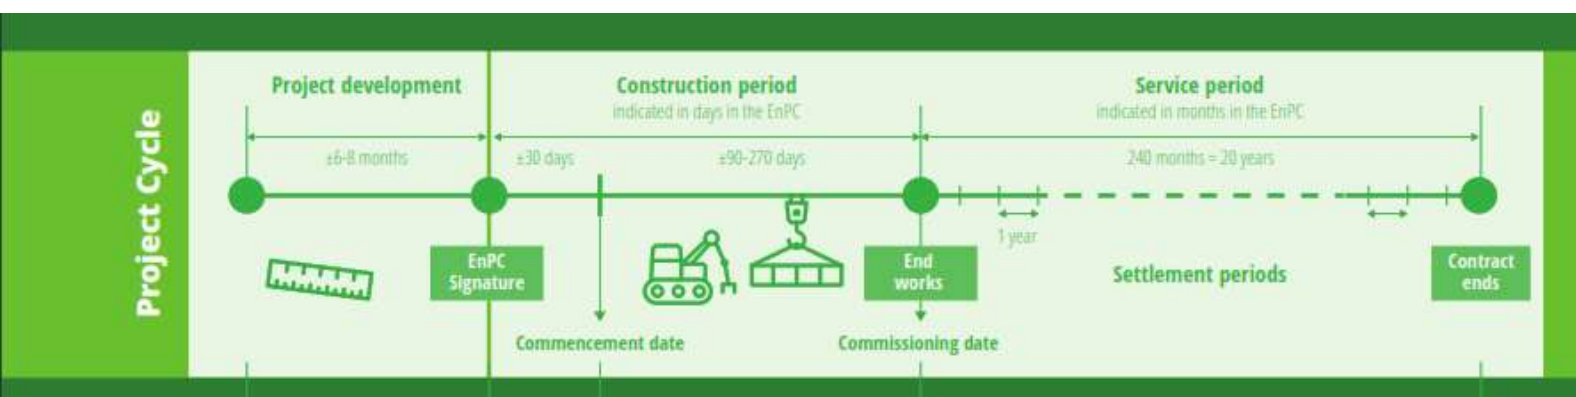 Project Cycle
Project development
Construction period
indicated in days in the EnPC
Service period
indicated in months in the EnPC
±6-8 months
±30 days
±90-270 days
240 months = 20 years
1 year
EnPC
Signature
End
works
Settlement periods
Contract
ends
Commencement date
Commissioning date